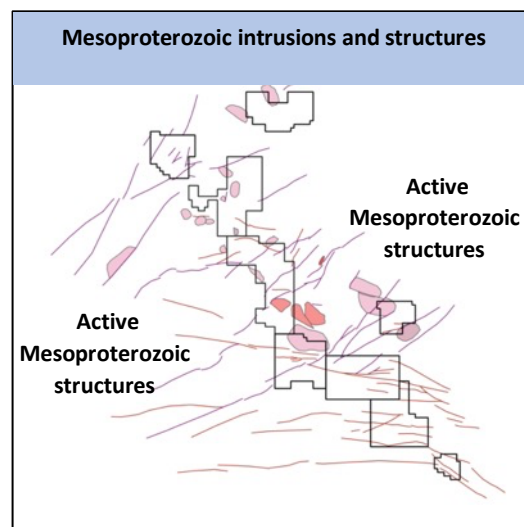 Mesoproterozoic intrusions and structures
Active
Mesoproterozoic
structures
Active
Mesoproterozoic
structures